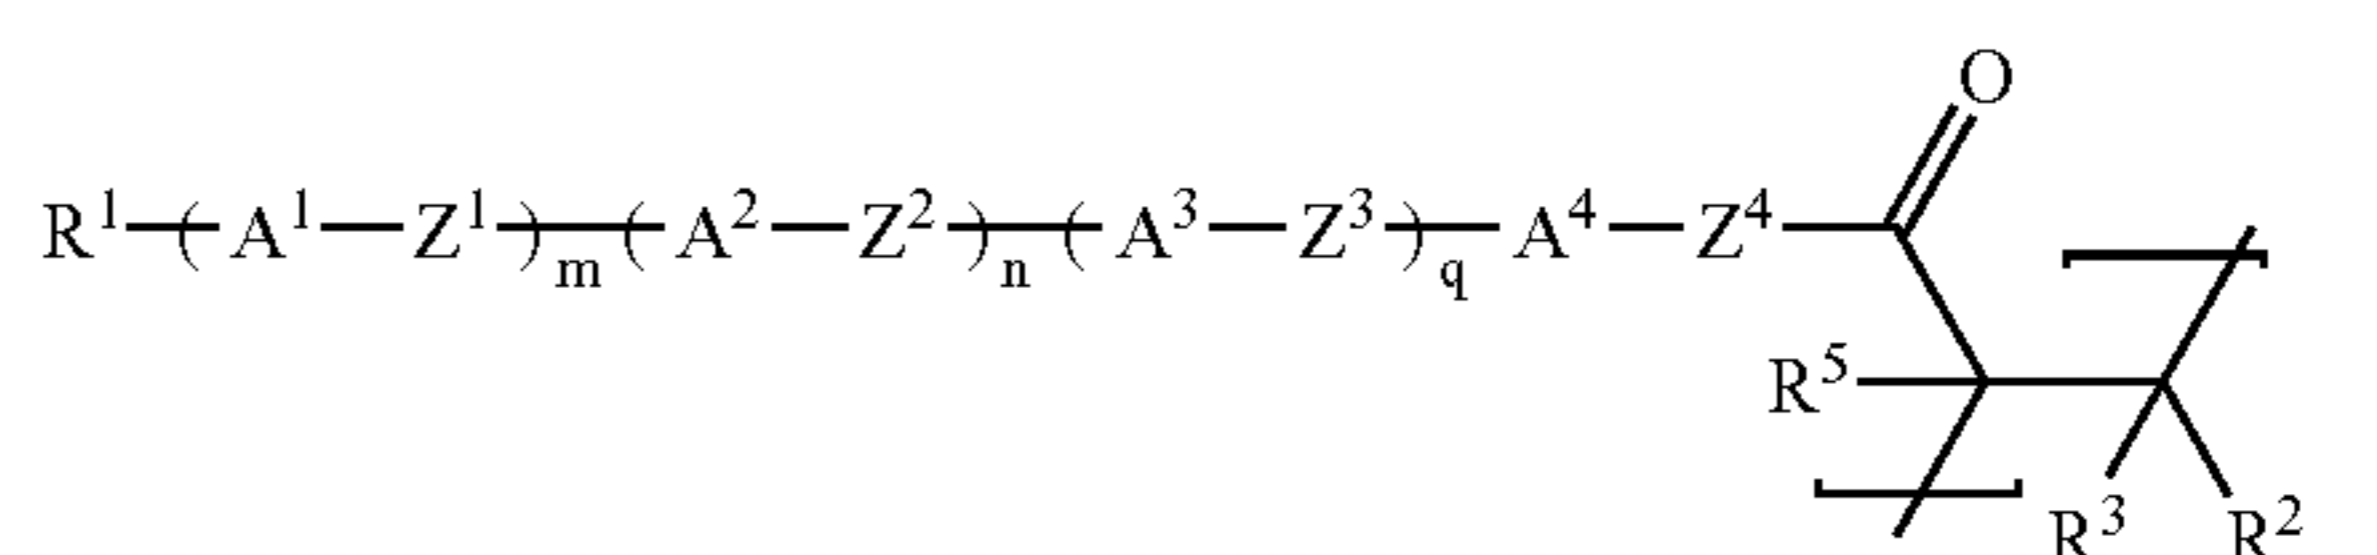 O
R1 ( A1 Z1 )m ( A2 Z2 )n ( A3 Z3 )q A4 Z4
R5
R3 R2